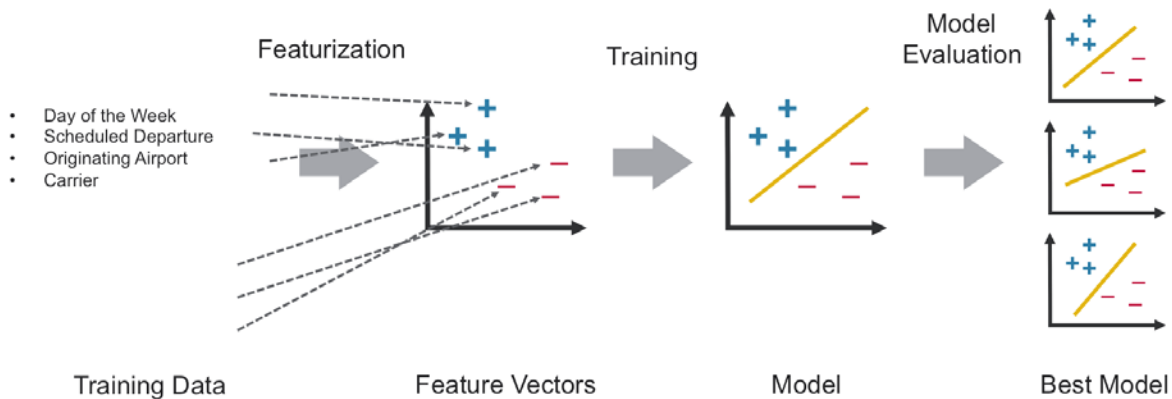 Featurization
Training
Model
Evaluation
• Day of the Week
• Scheduled Departure
• Originating Airport
• Carrier
Training Data
Feature Vectors
Model
Best Model